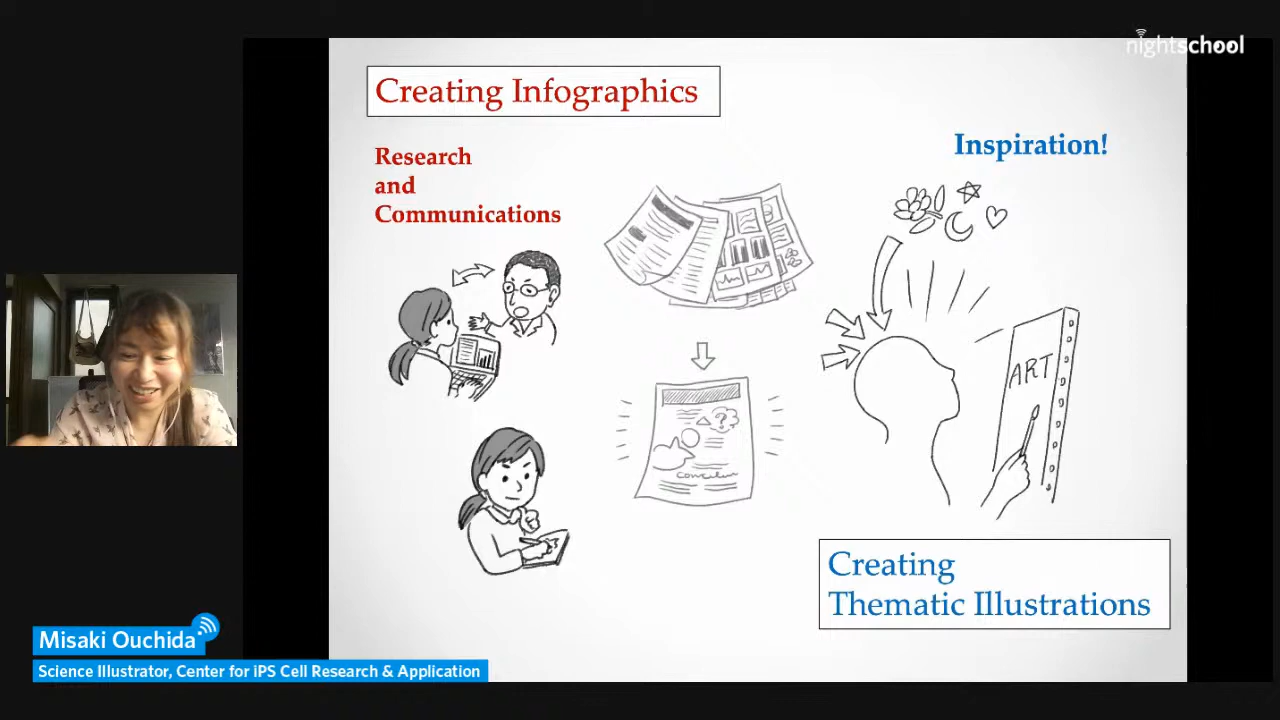 nightschool
Creating Infographics
Research
and
Communications
Inspiration!
ART
Creating
Thematic Illustrations
Misaki Ouchida
Science Illustrator, Center for iPS Cell Research & Application